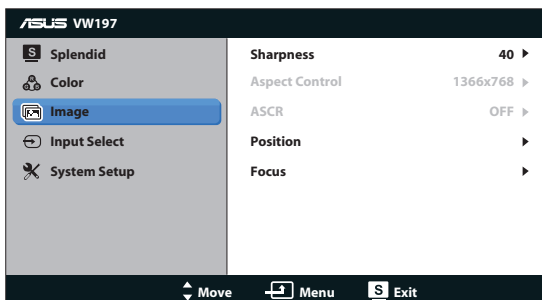 ASUS VW197
S Splendid
Color
Image
Input Select
System Setup
Sharpness 40
Aspect Control 1366x768
ASCR OFF
Position
Focus
Move Menu S Exit